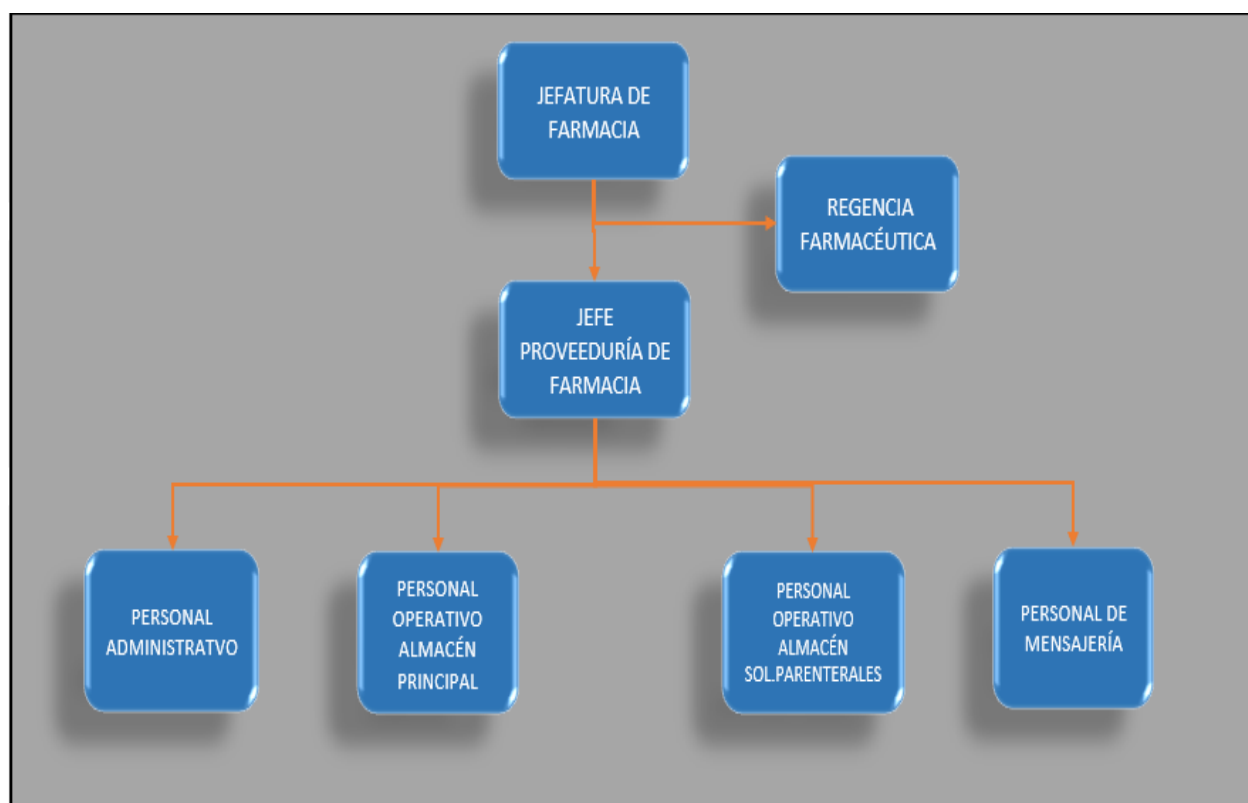 JEFATURA DE
FARMACIA
REGENCIA
FARMACÉUTICA
JEFE
PROVEEDURÍA DE
FARMACIA
PERSONAL
ADMINISTRATVO
PERSONAL
OPERATIVO
ALMACÉN
PRINCIPAL
PERSONAL
OPERATIVO
ALMACÉN
SOL.PARENTERALES
PERSONAL DE
MENSAJERÍA